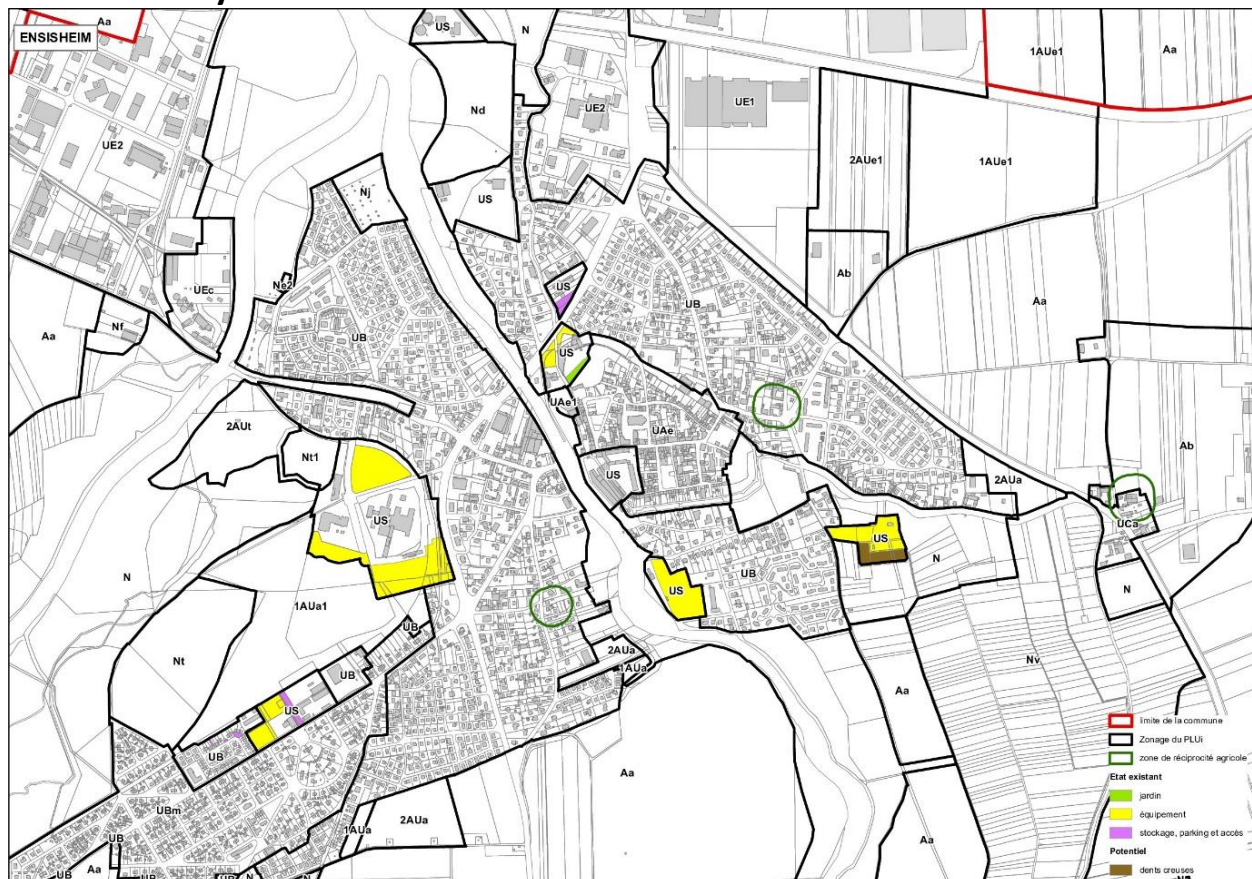 ENSISHEIM
Aa
US
N
1AUe1
Aa
UE2
Nd
UE2
UE1
2AUe1
1AUe1
Nj
US
Ab
UEc
Ne2
US
UB
Aa
Aa
Nf
UB
US
UAe1
2AUt
UAe
Ab
Nt1
US
2AUa
US
UCa
US
N
UB
N
N
1AUa1
US
UB
Nt
2AUa
1AUa
Nv
UB
Aa
US
UB
Aa
UBm
2AUa
1AUa
UB
Aa
Aa
UB
UB
N
N
limite de la commune
Zonage du PLUi
zone de réciprocité agricole
Etat existant
jardin
équipement
stockage, parking et accès
Potentiel
dents creuses